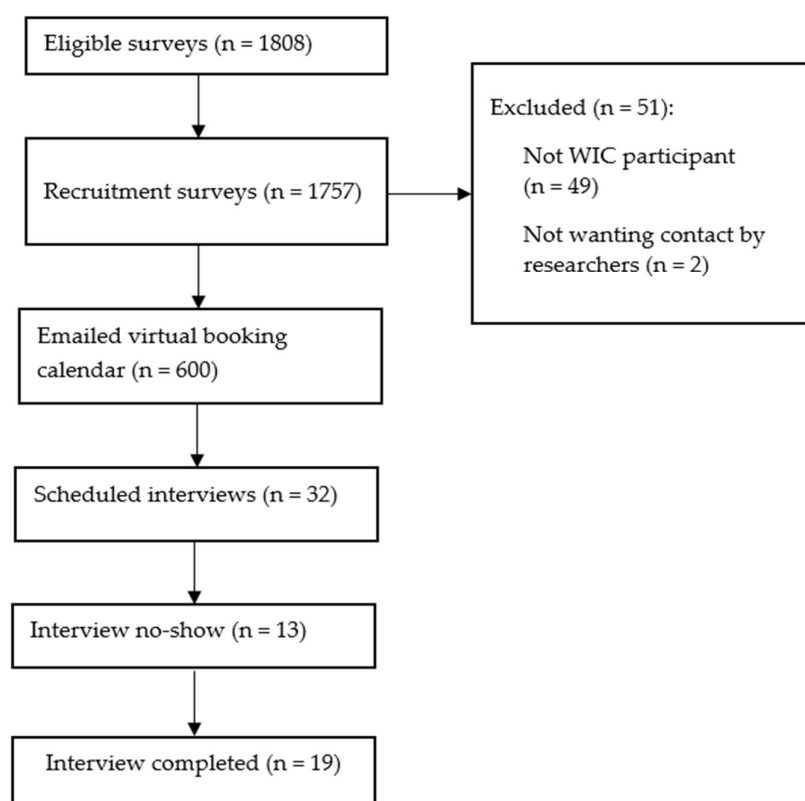 Eligible surveys (n = 1808)
Excluded (n = 51):
Not WIC participant
(n = 49)
Not wanting contact by
researchers (n = 2)
Recruitment surveys (n = 1757)
Emailed virtual booking
calendar (n = 600)
Scheduled interviews (n = 32)
Interview no-show (n = 13)
Interview completed (n = 19)